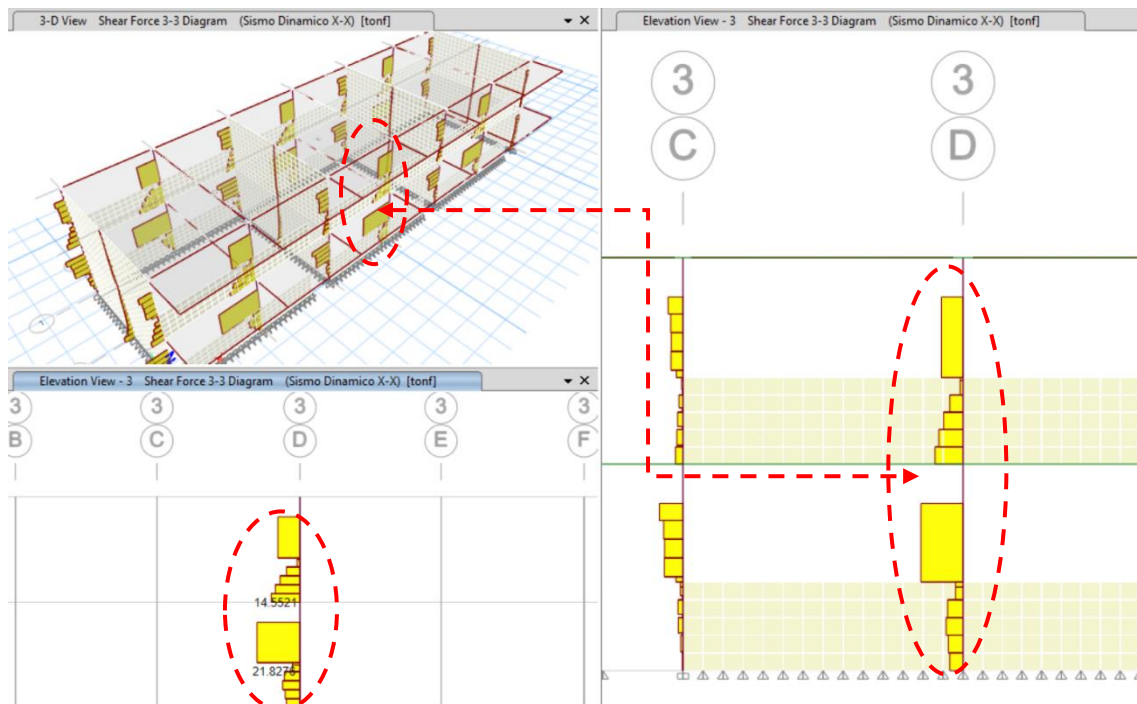 3-D View Shear Force 3-3 Diagram (Sismo Dinamico X-X) [tonf]
Elevation View - 3 Shear Force 3-3 Diagram (Sismo Dinamico X-X) [tonf]
3 3
C D
Elevation View - 3 Shear Force 3-3 Diagram (Sismo Dinamico X-X) [tonf]
3 3 3 3 3
B C D E F
14.5521
21.8276